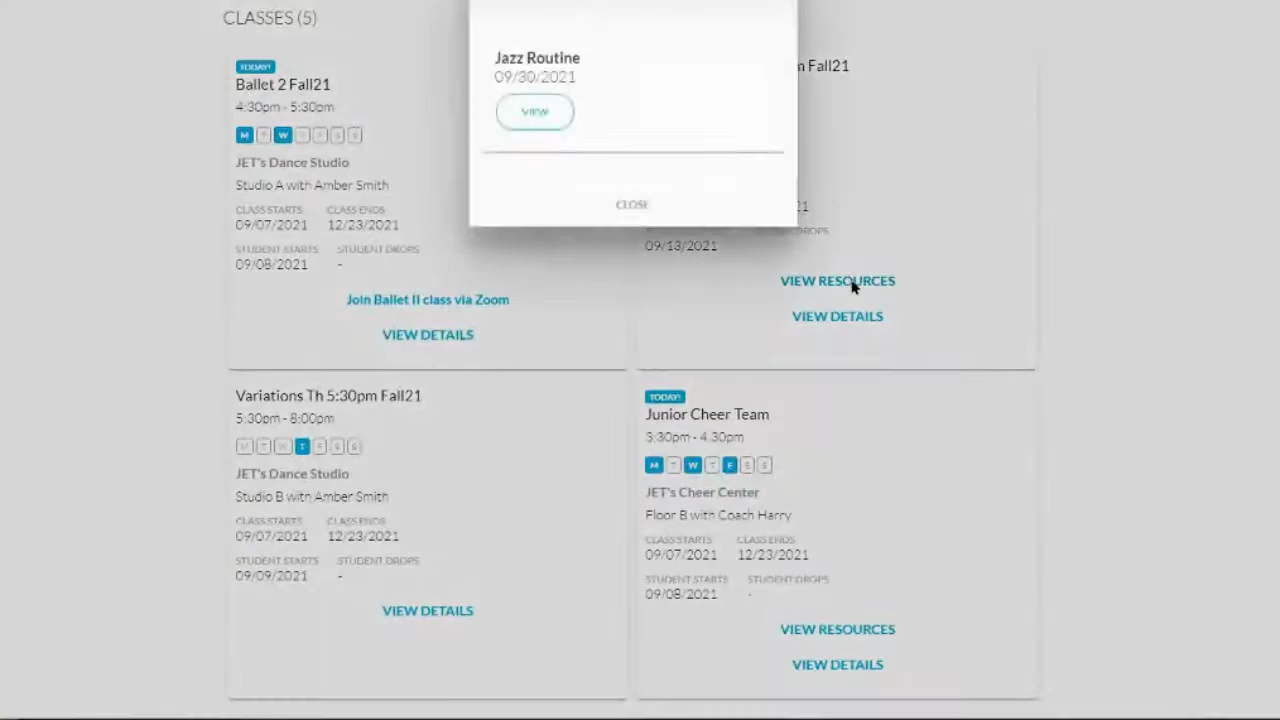 CLASSES (5)
TODAY!
Ballet 2 Fall21
4:30pm - 5:30pm
M T W T F S S
JET's Dance Studio
Studio A with Amber Smith
CLASS STARTS CLASS ENDS
09/07/2021 12/23/2021
STUDENT STARTS STUDENT DROPS
09/08/2021 -
Join Ballet II class via Zoom
VIEW DETAILS
Jazz Routine
09/30/2021
VIEW
CLOSE
Fall21
09/13/2021
VIEW RESOURCES
VIEW DETAILS
Variations Th 5:30pm Fall21
5:30pm - 8:00pm
M T W T F S S
JET's Dance Studio
Studio B with Amber Smith
CLASS STARTS CLASS ENDS
09/07/2021 12/23/2021
STUDENT STARTS STUDENT DROPS
09/09/2021 -
VIEW DETAILS
TODAY!
Junior Cheer Team
3:30pm - 4:30pm
M T W T F S S
JET's Cheer Center
Floor B with Coach Harry
CLASS STARTS CLASS ENDS
09/07/2021 12/23/2021
STUDENT STARTS STUDENT DROPS
09/08/2021 -
VIEW RESOURCES
VIEW DETAILS